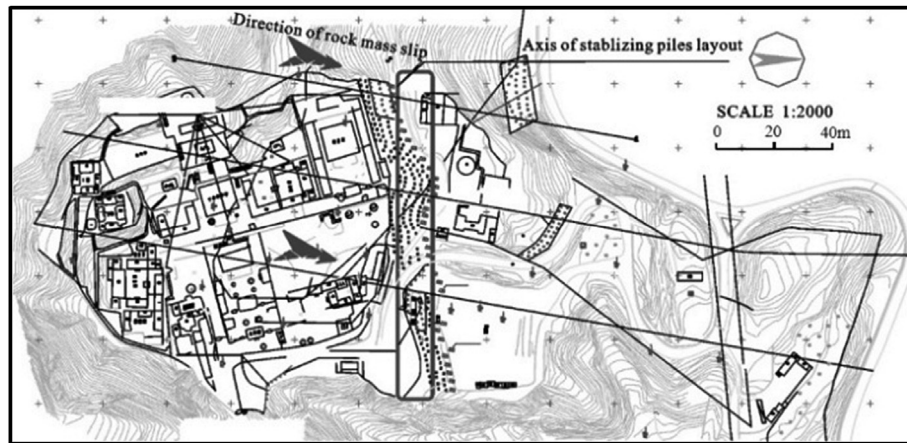 Direction of rock mass slip
Axis of stablizing piles layout
SCALE 1:2000
0 20 40m